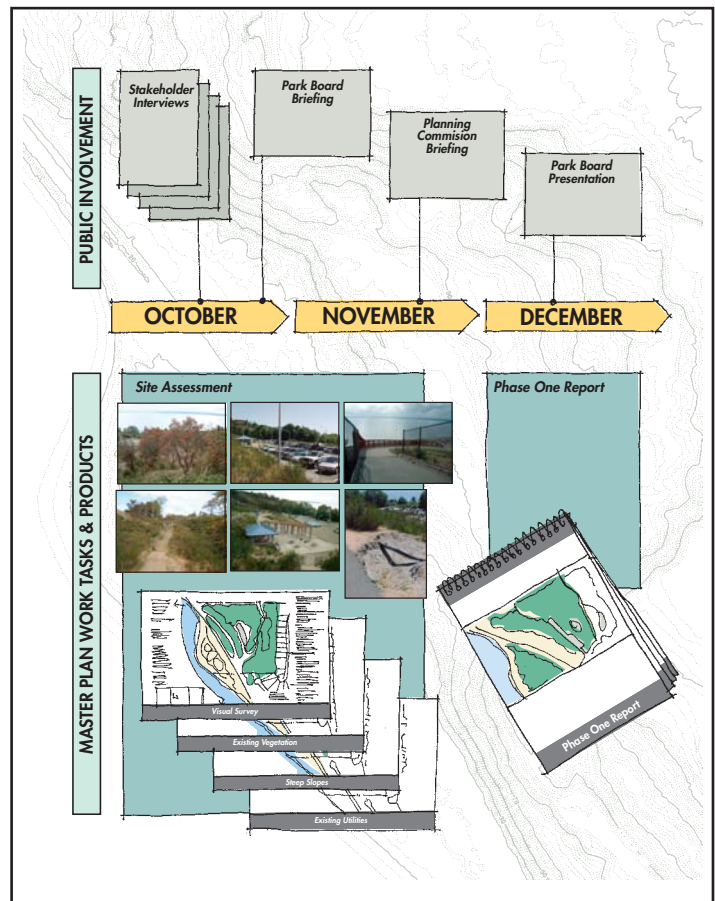 PUBLIC INVOLVEMENT
Stakeholder
Interviews
Park Board
Briefing
Planning
Commision
Briefing
Park Board
Presentation
OCTOBER
NOVEMBER
DECEMBER
MASTER PLAN WORK TASKS & PRODUCTS
Site Assessment
Phase One Report
Visual Survey
Existing Vegetation
Steep Slopes
Existing Utilities
Phase One Report